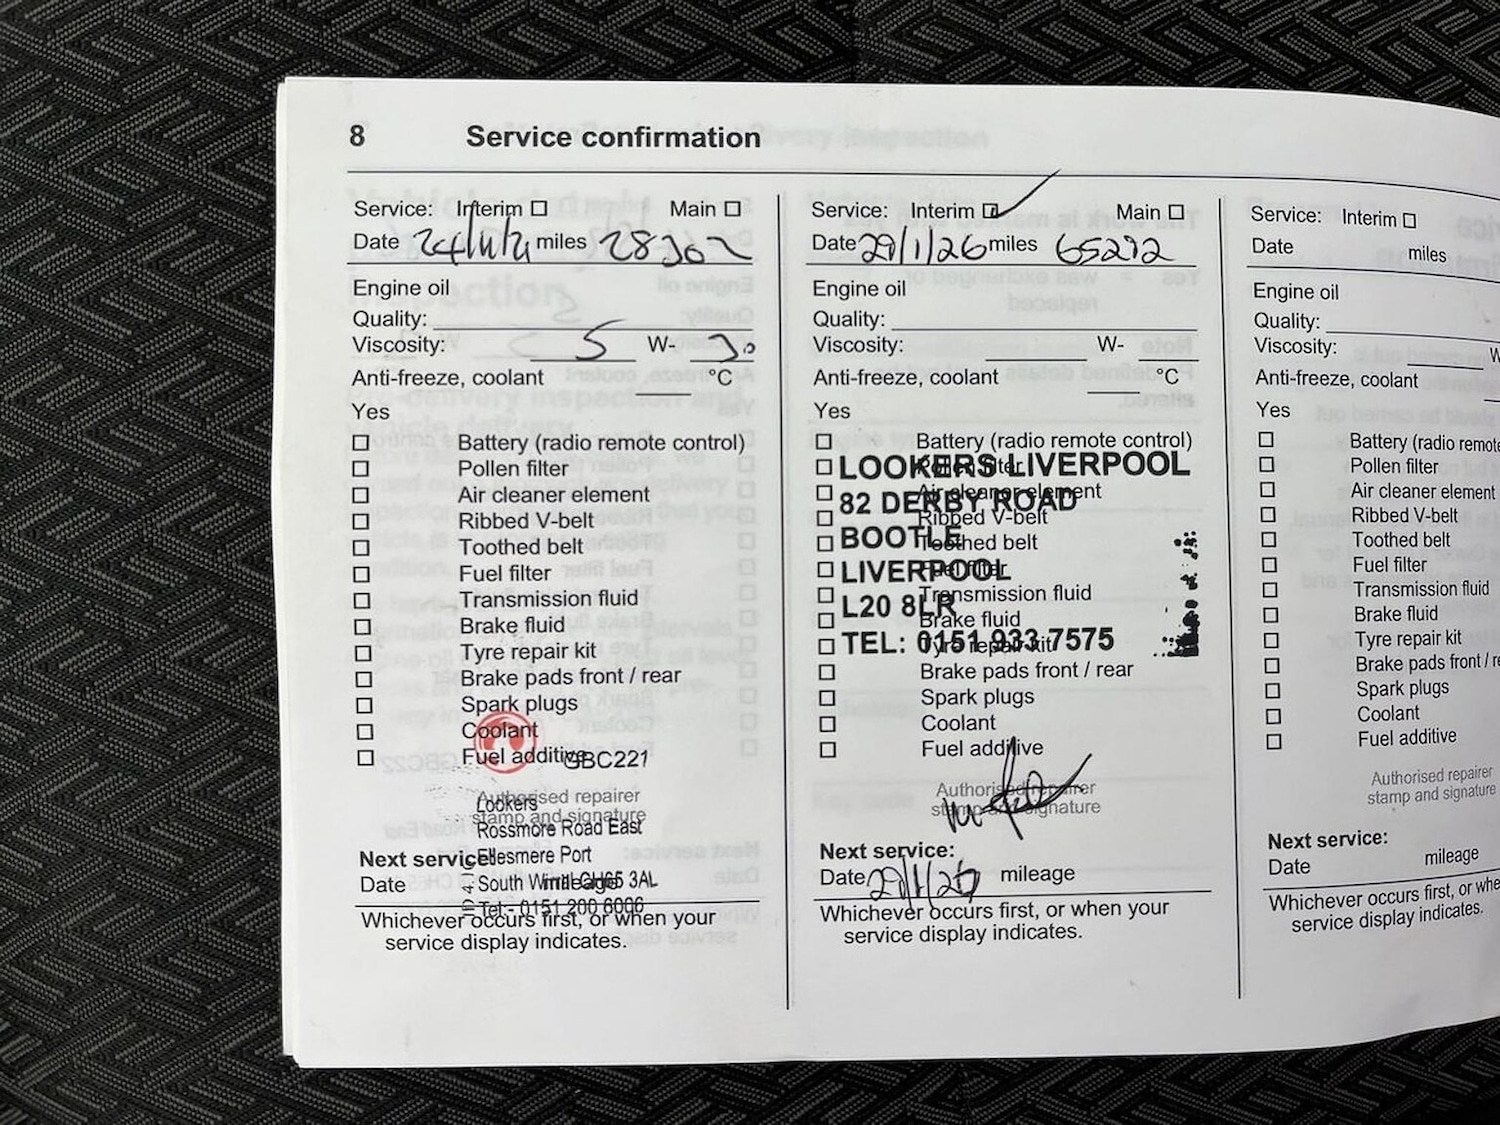 8 Service confirmation
Service: Interim ☐ Main ☐
Date miles 28302
Engine oil
Quality:
Viscosity: 5 W- 30
Anti-freeze, coolant °C
Yes
☐ Battery (radio remote control)
☐ Pollen filter
☐ Air cleaner element
☐ Ribbed V-belt
☐ Toothed belt
☐ Fuel filter
☐ Transmission fluid
☐ Brake fluid
☐ Tyre repair kit
☐ Brake pads front / rear
☐ Spark plugs
☐ Coolant
☐ Fuel additive
GBC221
Authorised repairer
stamp and signature
Lookers
Rossmore Road East
Ellesmere Port
South Wirral CH65 3AL
Tel:- 0151 200 6006
Next service:
Date mileage
Whichever occurs first, or when your
service display indicates.
Service: Interim ☑ Main ☐
Date 29/1/26 miles 65292
Engine oil
Quality:
Viscosity: W-
Anti-freeze, coolant °C
Yes
☐ Battery (radio remote control)
☐ Pollen filter
☐ Air cleaner element
☐ Ribbed V-belt
☐ Toothed belt
☐ Fuel filter
☐ Transmission fluid
☐ Brake fluid
☐ Tyre repair kit
☐ Brake pads front / rear
☐ Spark plugs
☐ Coolant
☐ Fuel additive
LOOKERS LIVERPOOL
82 DERBY ROAD
BOOTLE
LIVERPOOL
L20 8LR
TEL: 0151 933 7575
Authorised repairer
stamp and signature
Next service:
Date mileage
Whichever occurs first, or when your
service display indicates.
Service: Interim ☐
Date miles
Engine oil
Quality:
Viscosity: W
Anti-freeze, coolant
Yes
☐ Battery (radio remote
☐ Pollen filter
☐ Air cleaner element
☐ Ribbed V-belt
☐ Toothed belt
☐ Fuel filter
☐ Transmission fluid
☐ Brake fluid
☐ Tyre repair kit
☐ Brake pads front / re
☐ Spark plugs
☐ Coolant
☐ Fuel additive
Authorised repairer
stamp and signature
Next service:
Date mileage
Whichever occurs first, or whe
service display indicates.